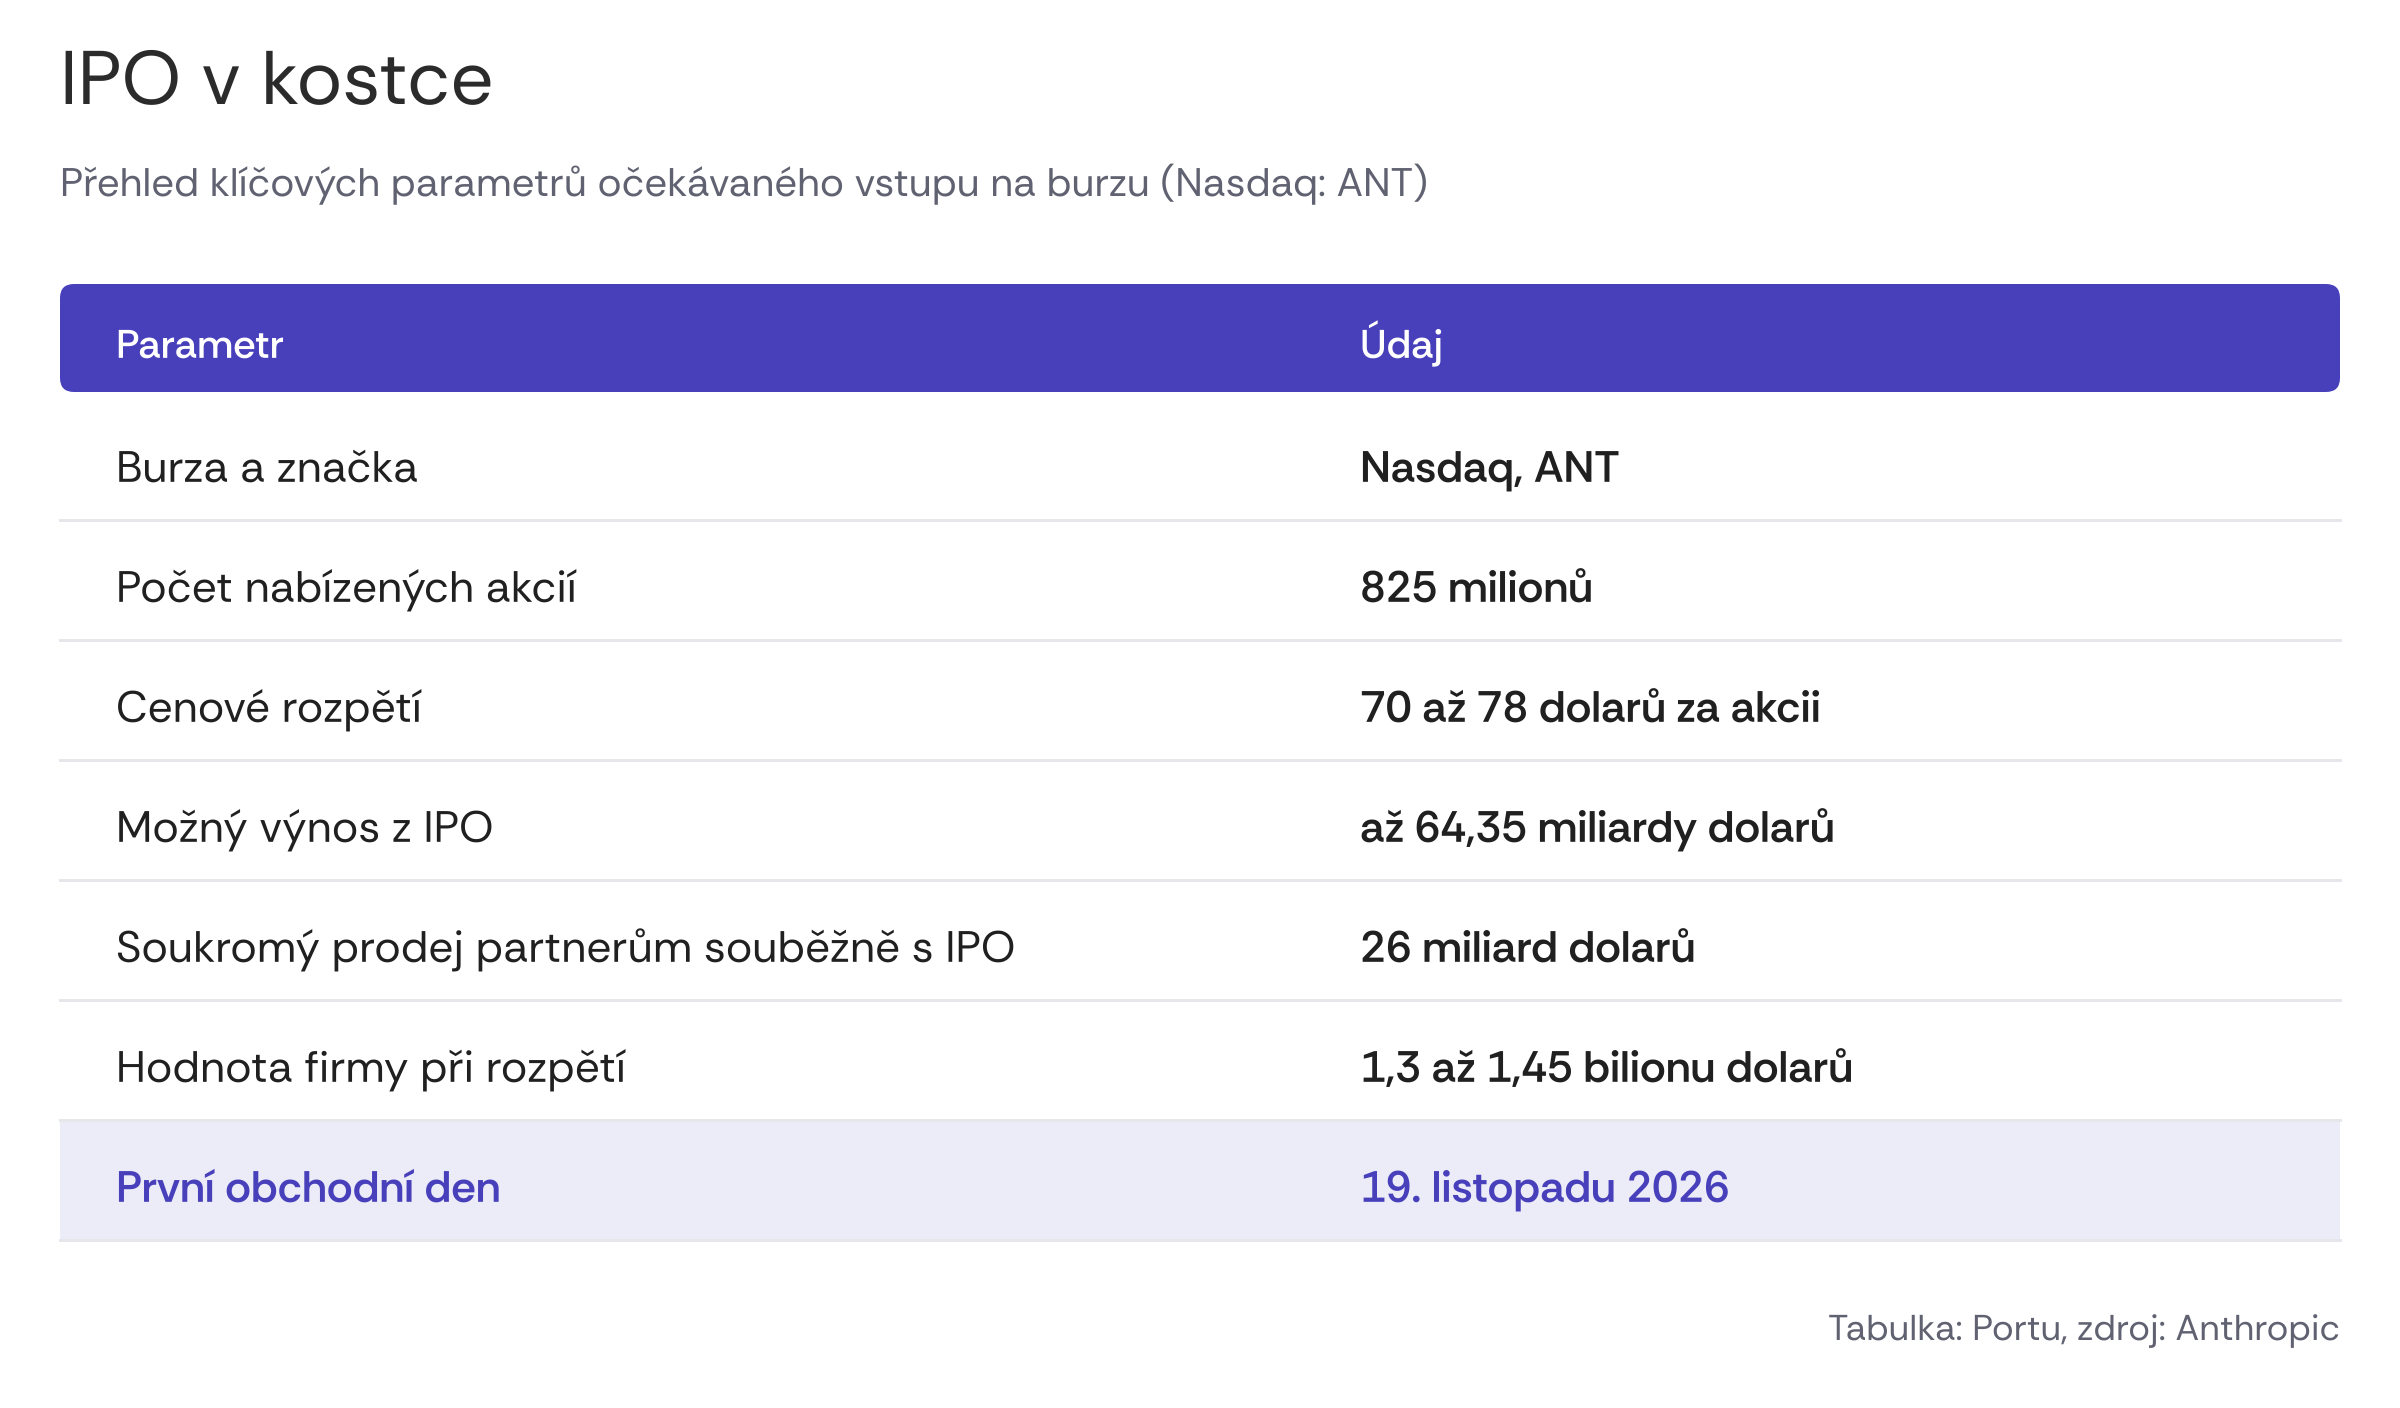 IPO v kostce
Přehled klíčových parametrů očekávaného vstupu na burzu (Nasdaq: ANT)
Parametr Údaj
Burza a značka Nasdaq, ANT
Počet nabízených akcií 825 milionů
Cenové rozpětí 70 až 78 dolarů za akcii
Možný výnos z IPO až 64,35 miliardy dolarů
Soukromý prodej partnerům souběžně s IPO 26 miliard dolarů
Hodnota firmy při rozpětí 1,3 až 1,45 bilionu dolarů
První obchodní den 19. listopadu 2026
Tabulka: Portu, zdroj: Anthropic